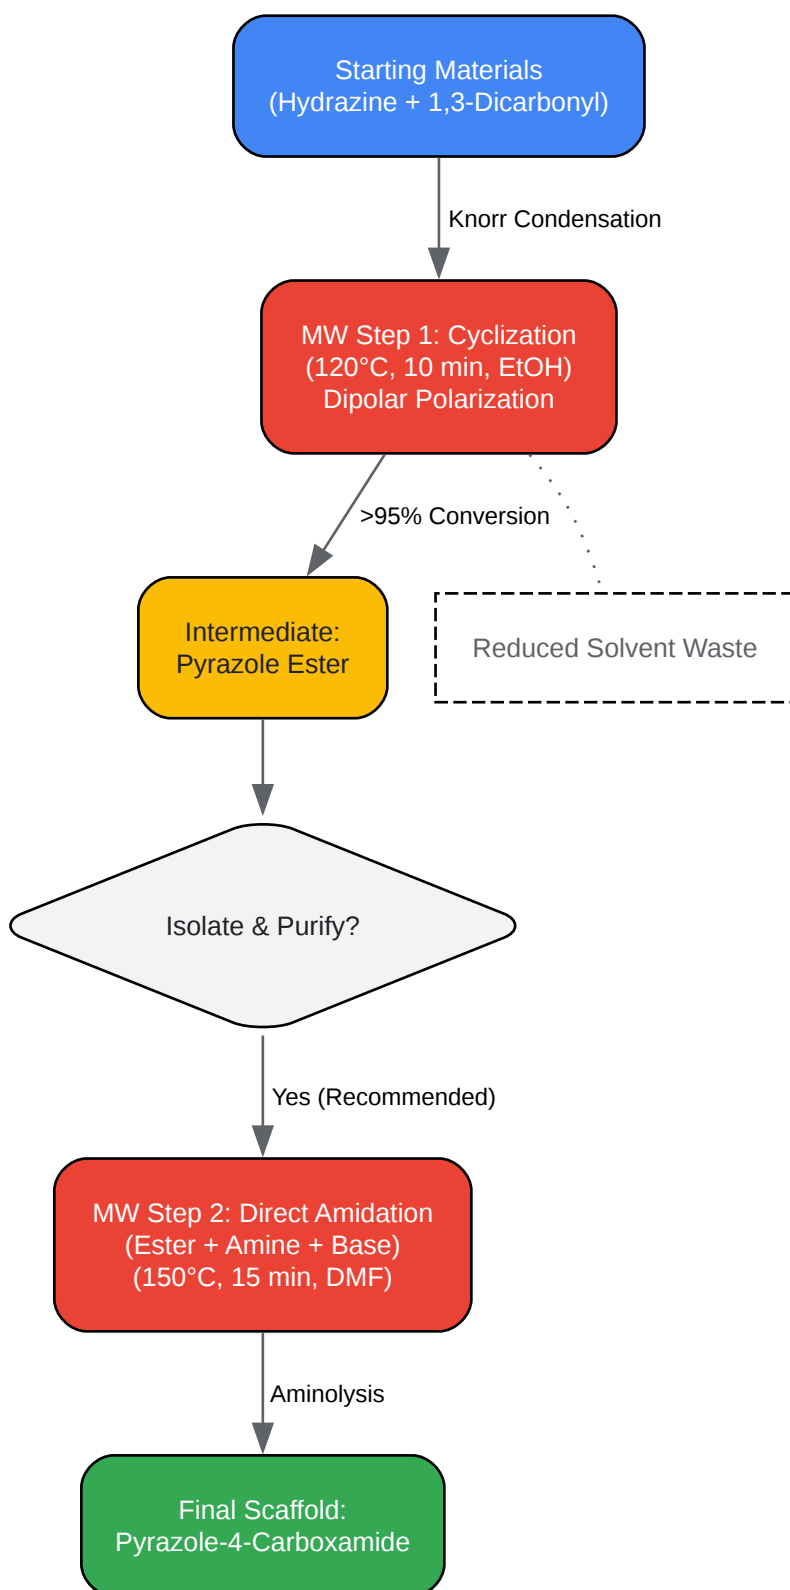 Starting Materials
(Hydrazine + 1,3-Dicarbonyl)
Knorr Condensation
MW Step 1: Cyclization
(120°C, 10 min, EtOH)
Dipolar Polarization
>95% Conversion
Intermediate:
Pyrazole Ester
Reduced Solvent Waste
Isolate & Purify?
Yes (Recommended)
MW Step 2: Direct Amidation
(Ester + Amine + Base)
(150°C, 15 min, DMF)
Aminolysis
Final Scaffold:
Pyrazole-4-Carboxamide